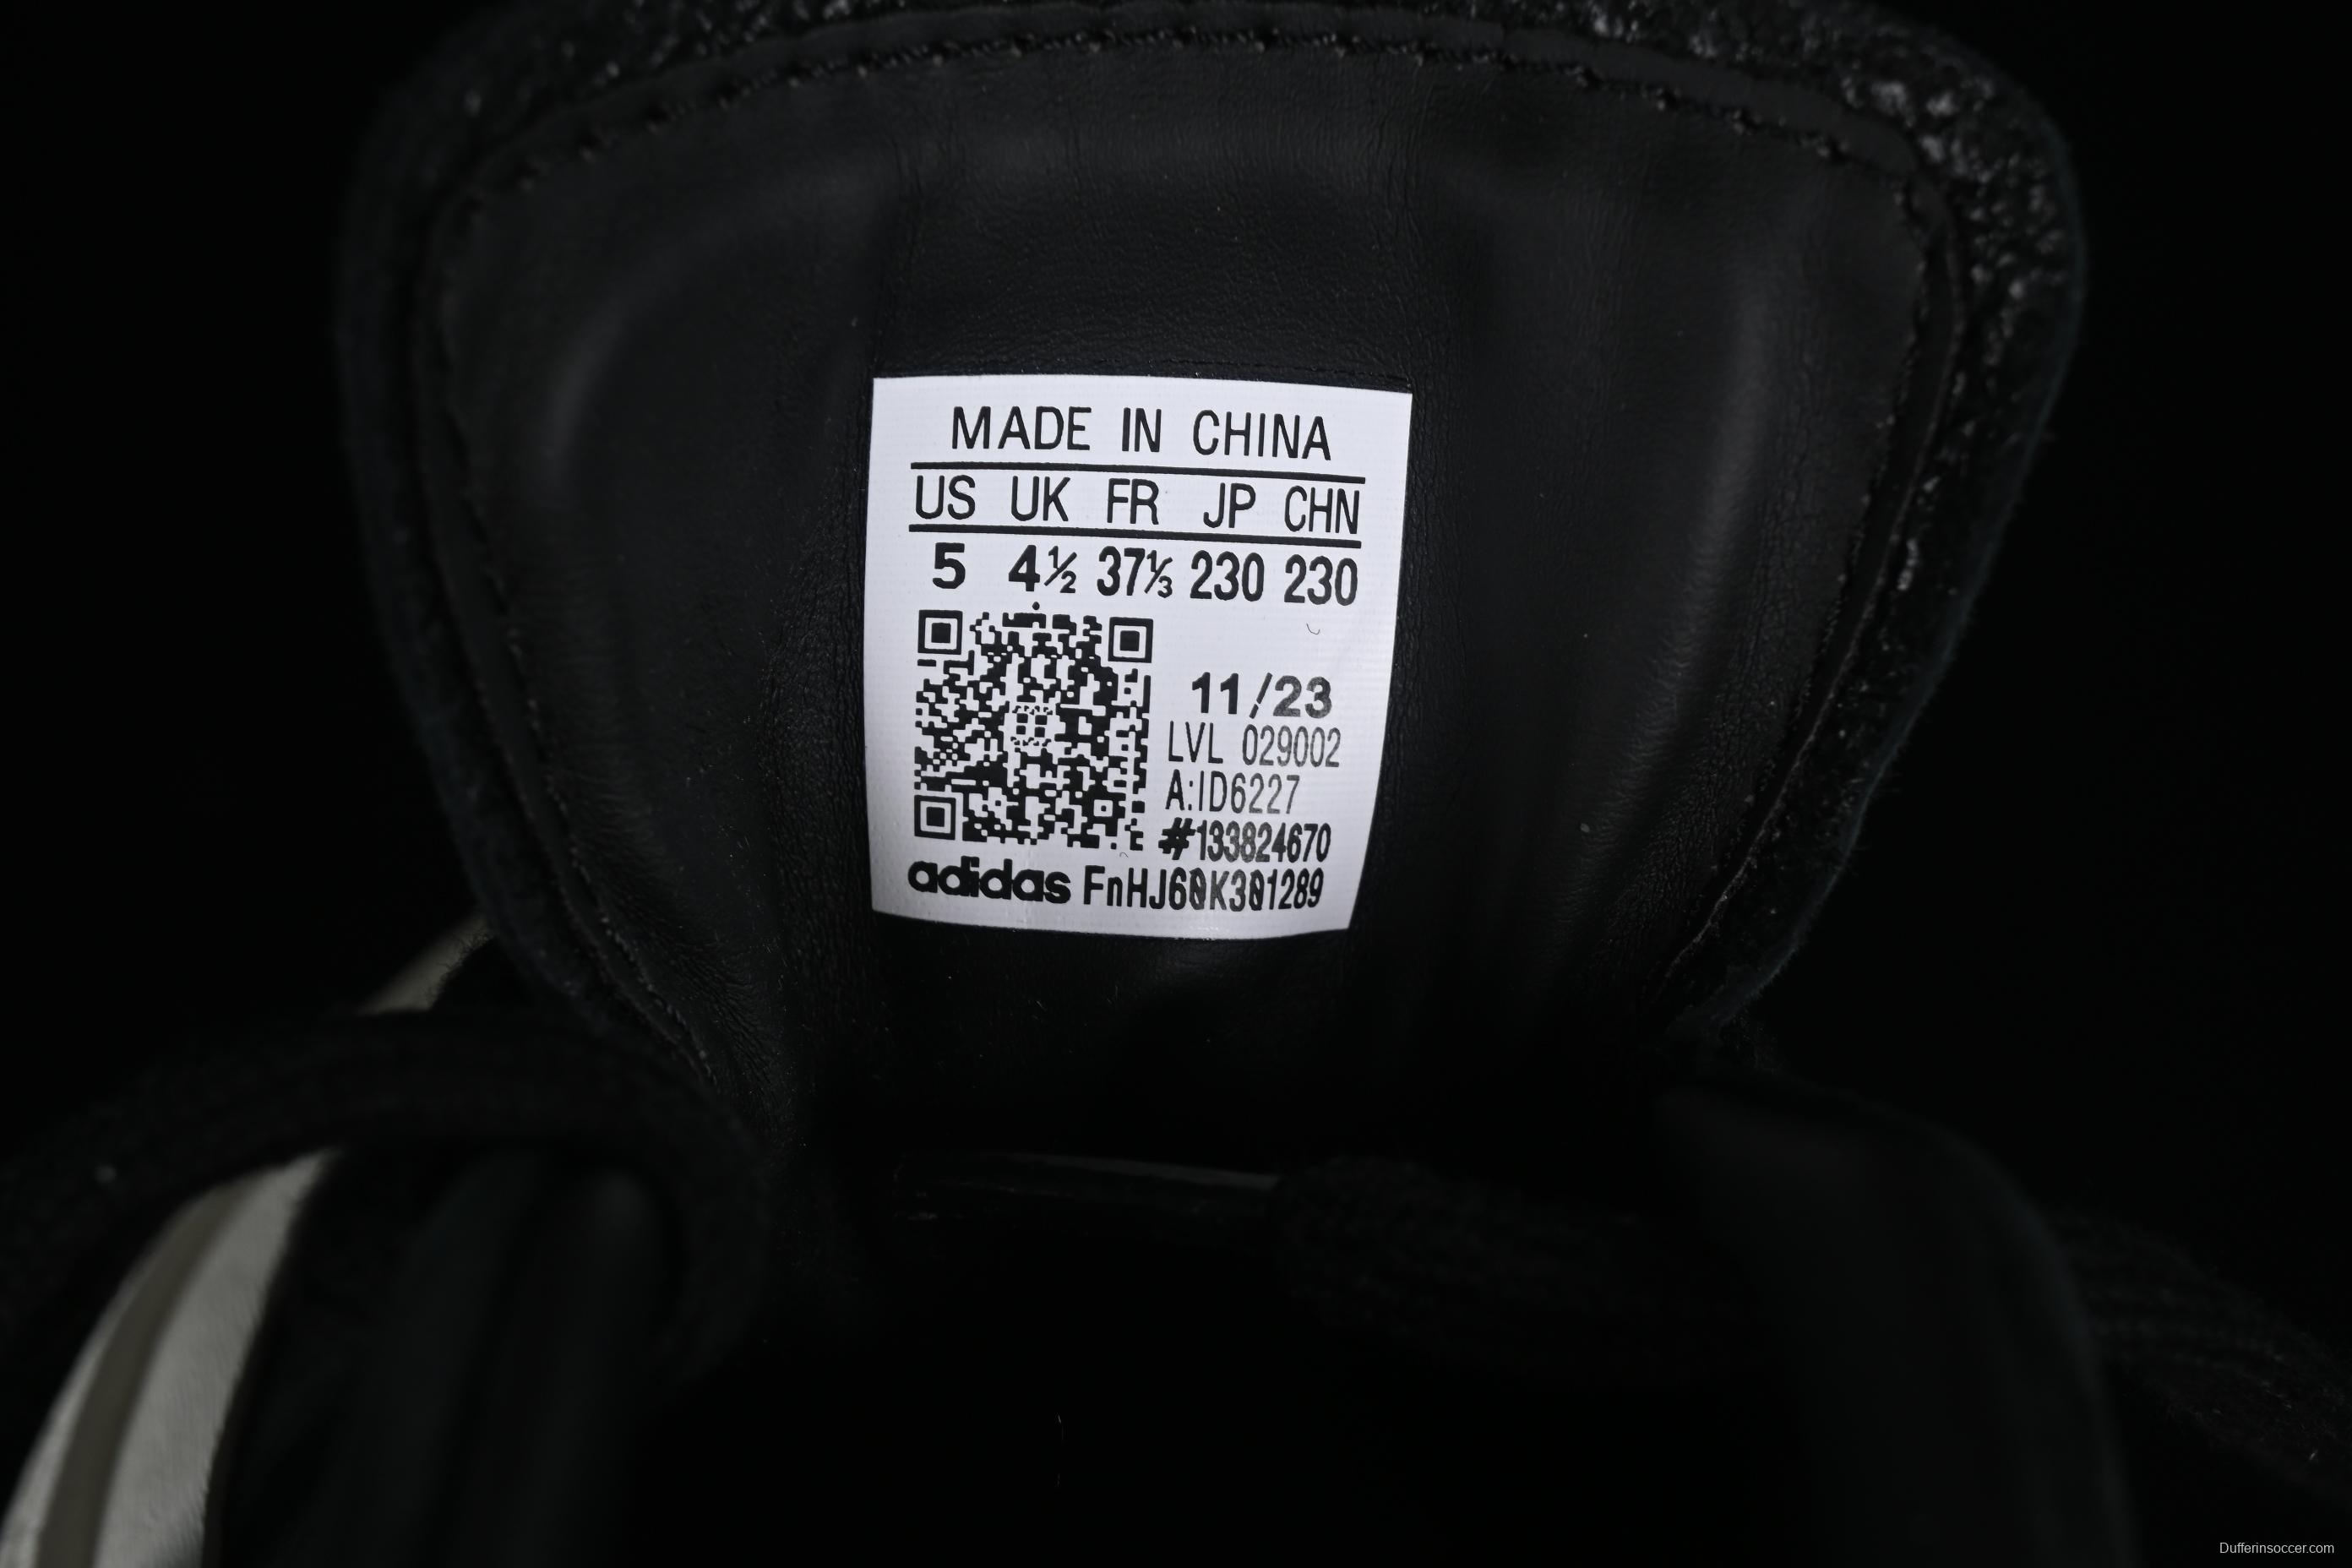 MADE IN CHINA
US UK FR JP CHN
5 4½ 37⅓ 230 230
11/23
LVL 029002
A:ID6227
#133824670
adidas FnHJ60K301289
Dufferinsoccer.com